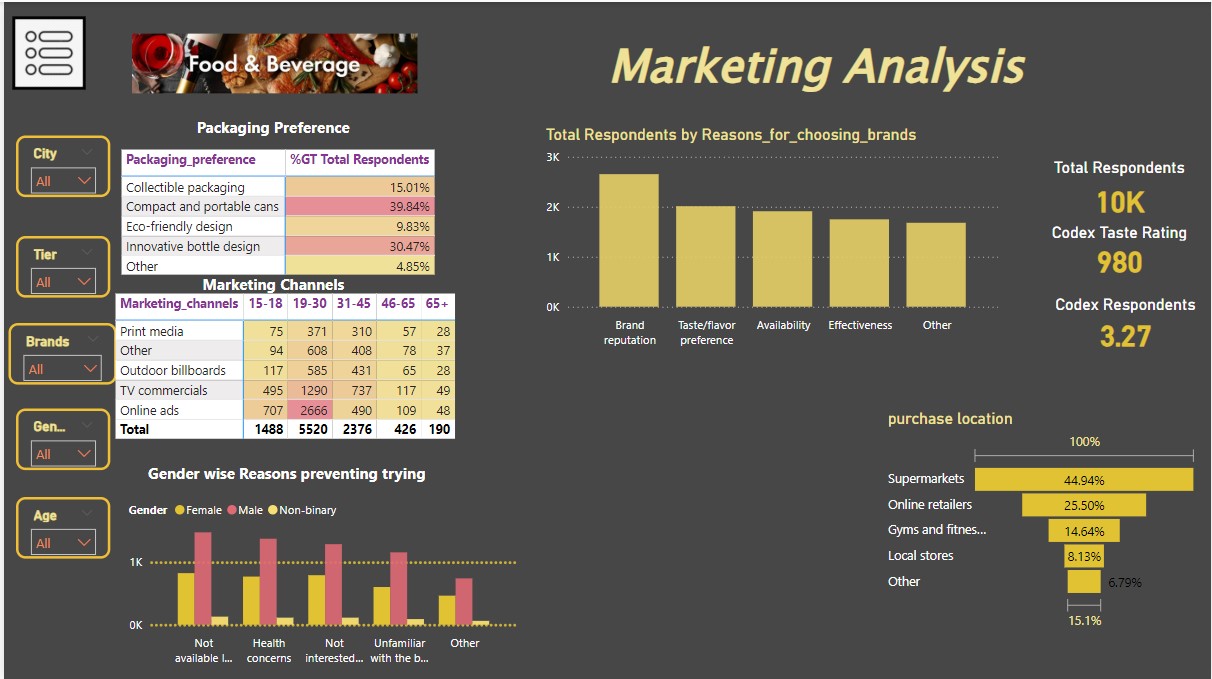 Food & Beverage
Marketing Analysis
City
All
Tier
All
Brands
All
Gen...
All
Age
All
Packaging Preference
Packaging_preference %GT Total Respondents
Collectible packaging 15.01%
Compact and portable cans 39.84%
Eco-friendly design 9.83%
Innovative bottle design 30.47%
Other 4.85%
Marketing Channels
Marketing_channels 15-18 19-30 31-45 46-65 65+
Print media 75 371 310 57 28
Other 94 608 408 78 37
Outdoor billboards 117 585 431 65 28
TV commercials 495 1290 737 117 49
Online ads 707 2666 490 109 48
Total 1488 5520 2376 426 190
Gender wise Reasons preventing trying
Gender Female Male Non-binary
1K
0K
Not
available l...
Health
concerns
Not
interested...
Unfamiliar
with the b...
Other
Total Respondents by Reasons_for_choosing_brands
3K
2K
1K
0K
Brand
reputation
Taste/flavor
preference
Availability
Effectiveness
Other
Total Respondents
10K
Codex Taste Rating
980
Codex Respondents
3.27
purchase location
100%
Supermarkets 44.94%
Online retailers 25.50%
Gyms and fitnes... 14.64%
Local stores 8.13%
Other 6.79%
15.1%